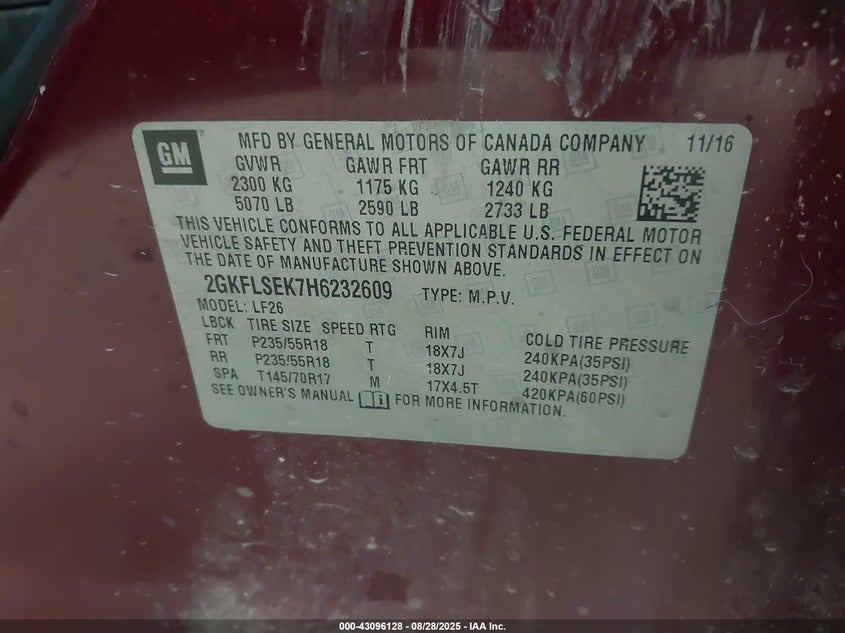 GM
MFD BY GENERAL MOTORS OF CANADA COMPANY 11/16
GVWR GAWR FRT GAWR RR
2300 KG 1175 KG 1240 KG
5070 LB 2590 LB 2733 LB
THIS VEHICLE CONFORMS TO ALL APPLICABLE U.S. FEDERAL MOTOR
VEHICLE SAFETY AND THEFT PREVENTION STANDARDS IN EFFECT ON
THE DATE OF MANUFACTURE SHOWN ABOVE.
2GKFLSEK7H6232609 TYPE: M.P.V.
MODEL: LF26
LBCK TIRE SIZE SPEED RTG RIM COLD TIRE PRESSURE
FRT P235/55R18 T 18X7J 240KPA(35PSI)
RR P235/55R18 T 18X7J 240KPA(35PSI)
SPA T145/70R17 M 17X4.5T 420KPA(60PSI)
SEE OWNER'S MANUAL FOR MORE INFORMATION.
000-43096128 - 08/28/2025 - IAA Inc.